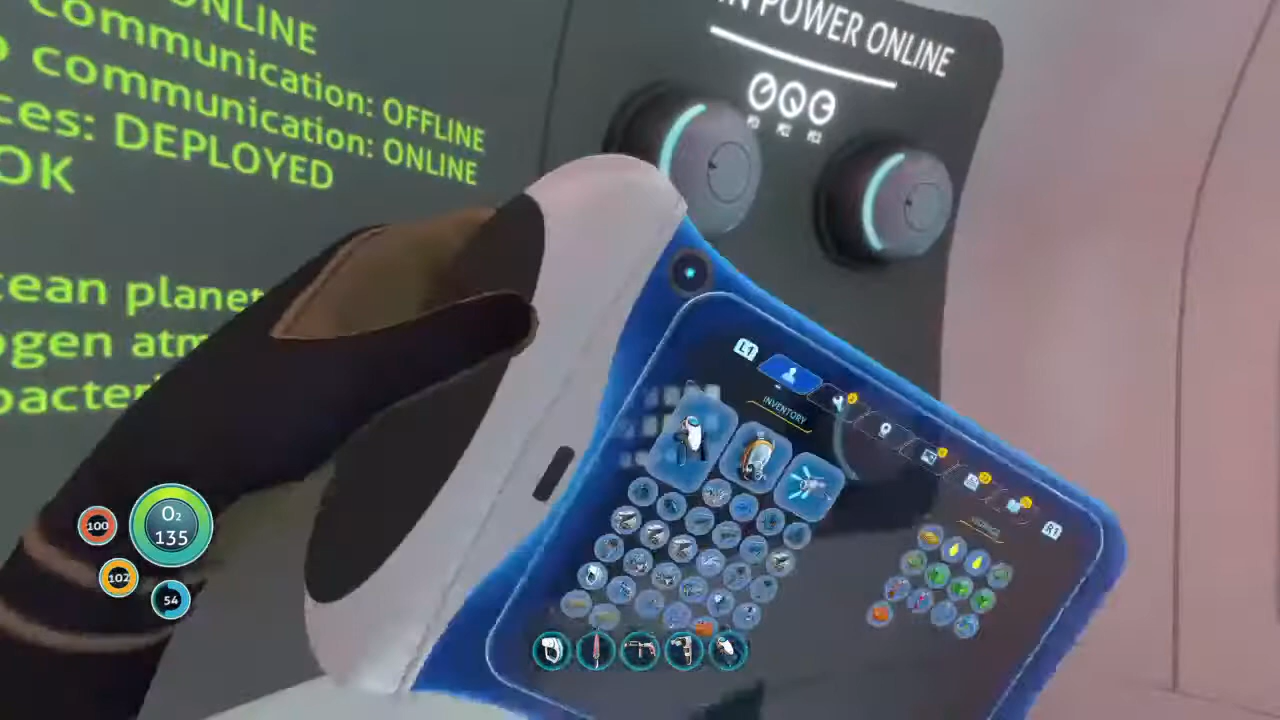 ONLINE
communication: OFFLINE
communication: ONLINE
ces: DEPLOYED
OK
cean planet
ogen atm
bacteri
N POWER ONLINE
L1
INVENTORY
R1
100
O₂
135
102
54